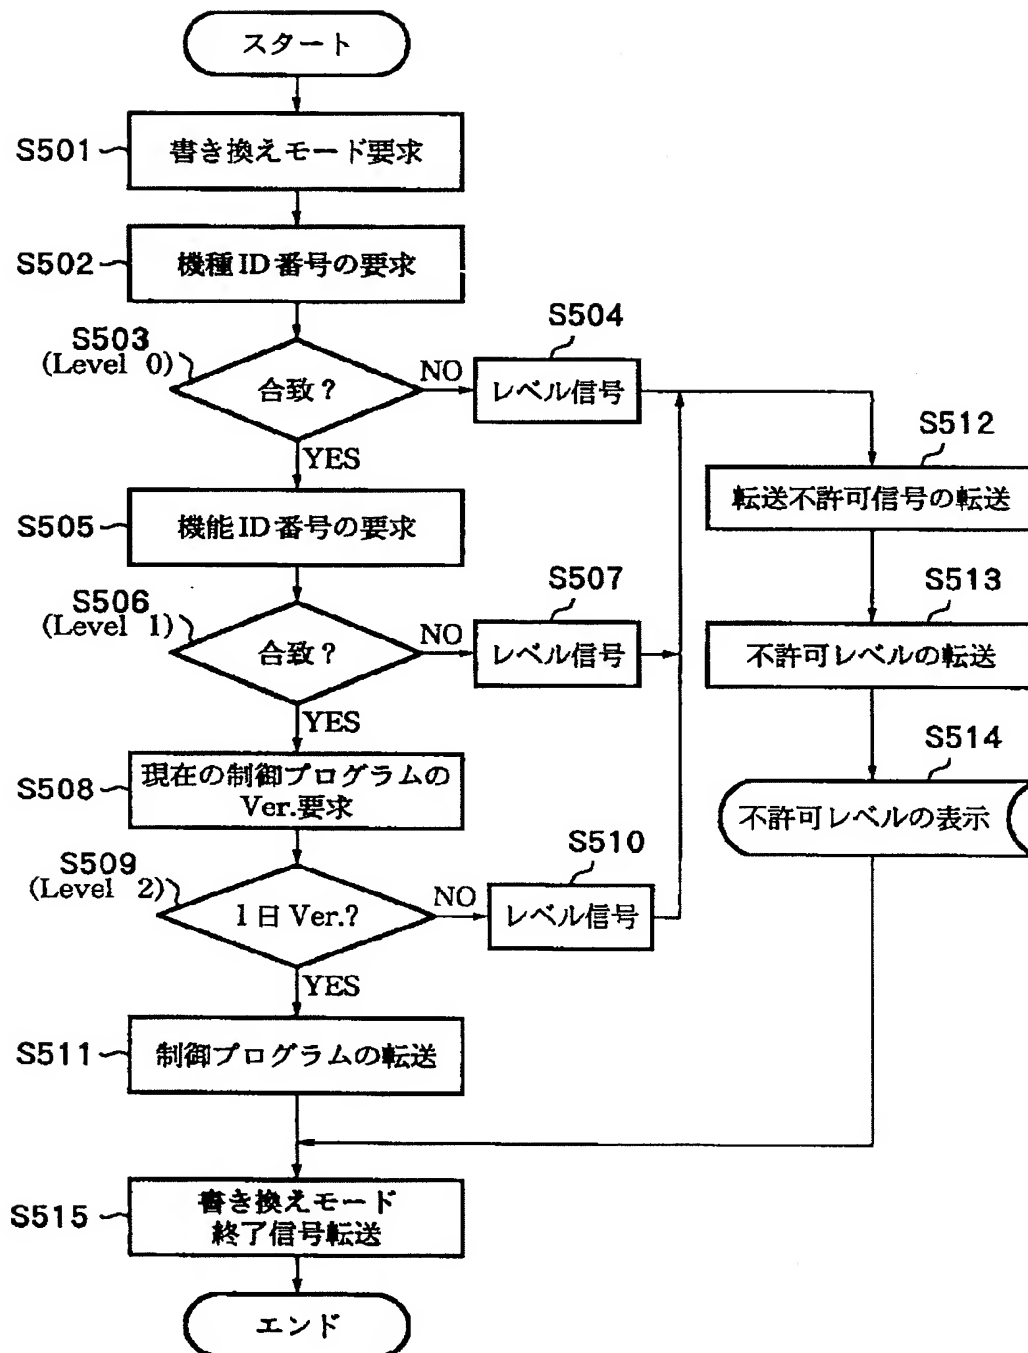 スタート
S501
書き換えモード要求
S502
機種ID番号の要求
S503
(Level 0)
合致?
NO
S504
レベル信号
YES
S505
機能ID番号の要求
S506
(Level 1)
合致?
NO
S507
レベル信号
YES
S508
現在の制御プログラムの
Ver.要求
S509
(Level 2)
1日Ver.?
NO
S510
レベル信号
YES
S511
制御プログラムの転送
S512
転送不許可信号の転送
S513
不許可レベルの転送
S514
不許可レベルの表示
S515
書き換えモード
終了信号転送
エンド